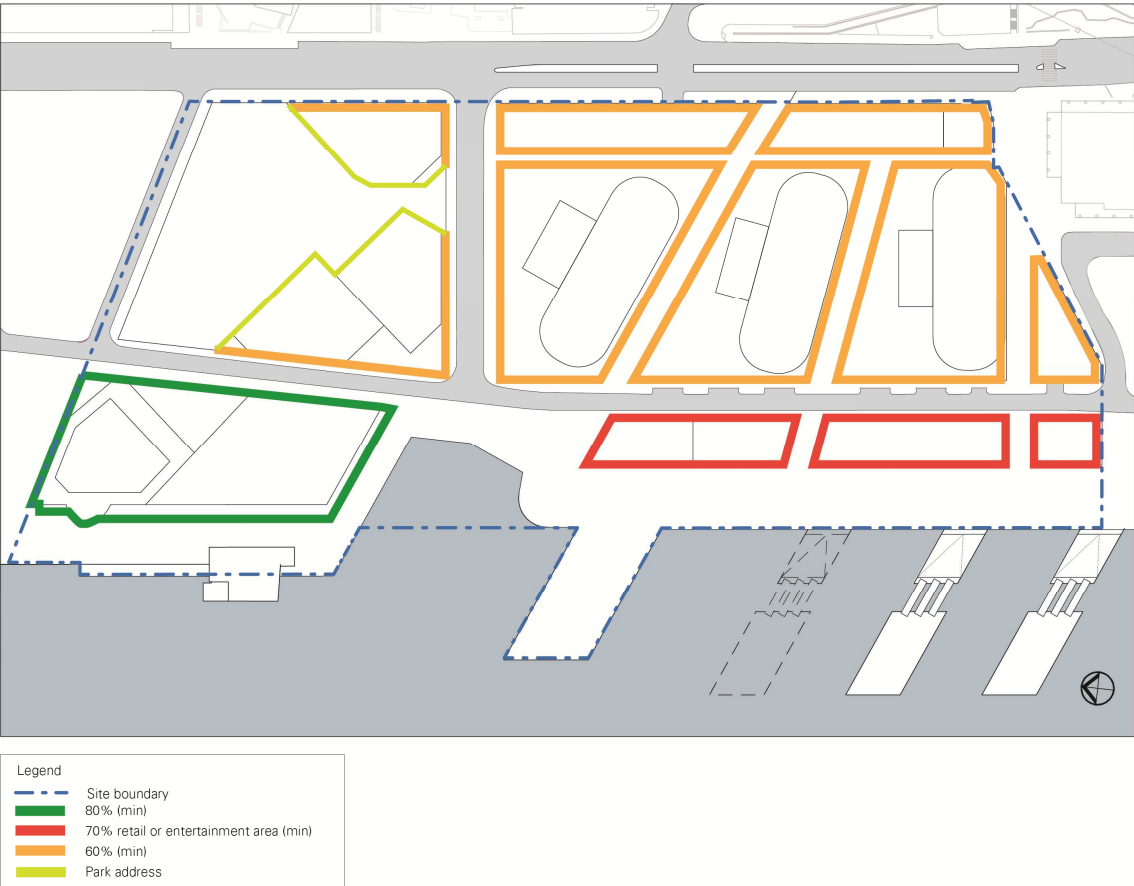 Legend
Site boundary
80% (min)
70% retail or entertainment area (min)
60% (min)
Park address